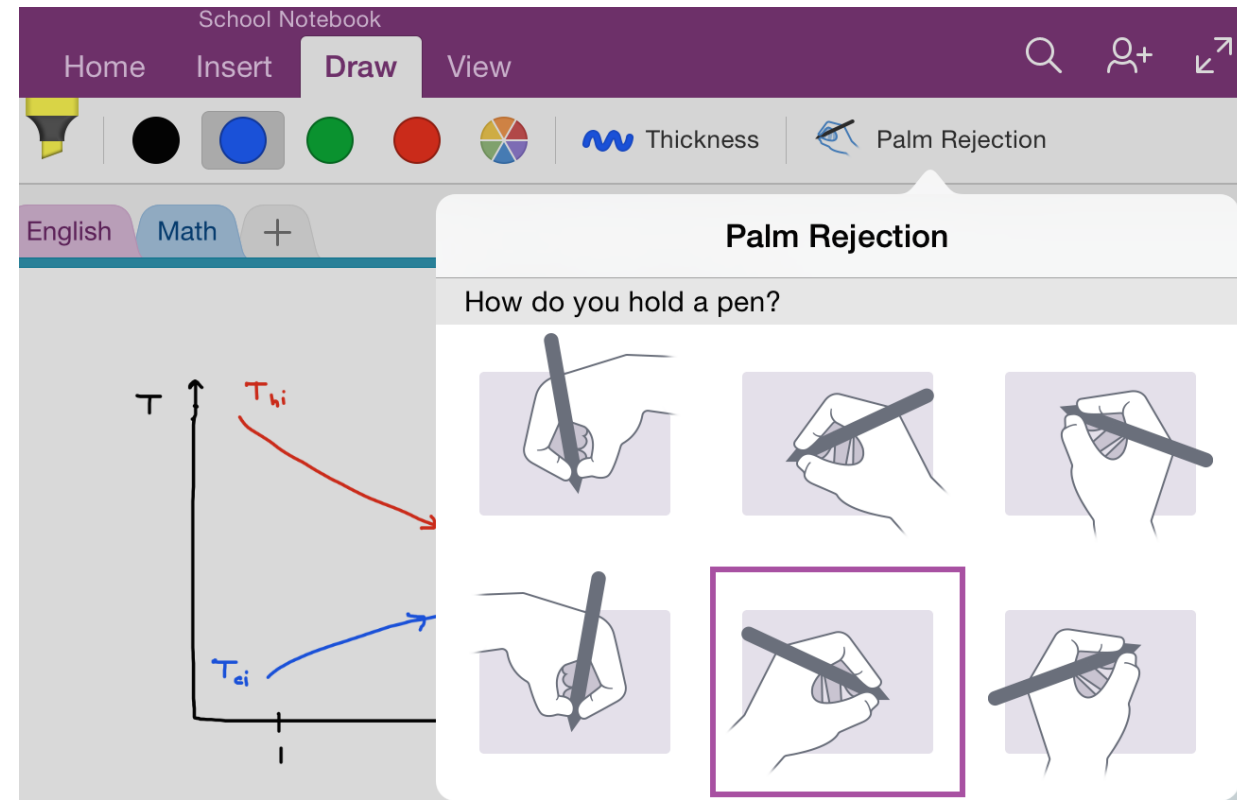 School Notebook
Home Insert Draw View
Thickness Palm Rejection
English Math +
Palm Rejection
How do you hold a pen?
T
Thi
Tci
1